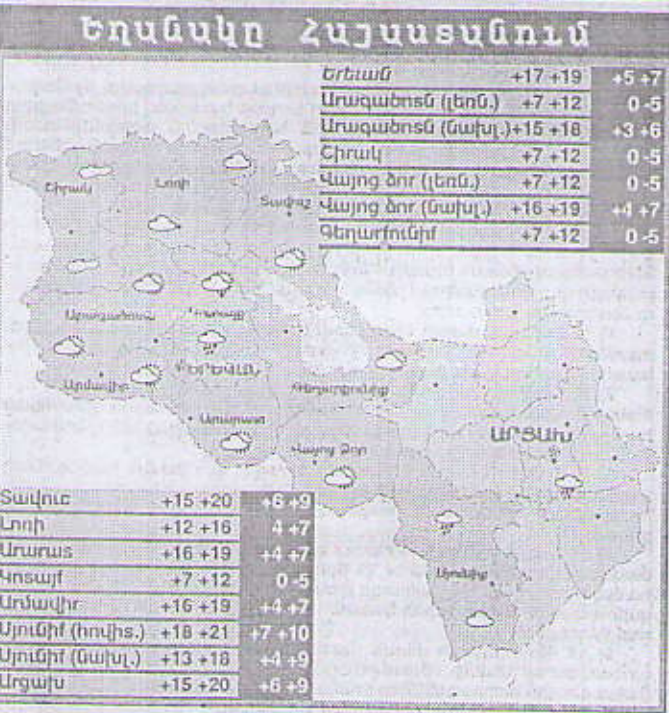 Եղանակը Հայաստանում
Երեւան +17 +19 +5 +7
Արագածոտն (լեռն.) +7 +12 0 -5
Արագածոտն (նախլ.) +15 +18 +3 +6
Շիրակ +7 +12 0 -5
Վայոց ձոր (լեռն.) +7 +12 0 -5
Վայոց ձոր (նախլ.) +16 +19 +4 +7
Գեղարքունիք +7 +12 0 -5
Շիրակ
Լոռի
Տավուշ
Արագածոտն
Կոտայք
ԵՐԵՎԱՆ
Արմավիր
Գեղարքունիք
Արարատ
Վայոց Ձոր
ԱՐՑԱԽ
Սյունիք
Տավուշ +15 +20 +6 +9
Լոռի +12 +16 4 +7
Արարատ +16 +19 +4 +7
Կոտայք +7 +12 0 -5
Արմավիր +16 +19 +4 +7
Սյունիք (հովիտ.) +18 +21 +7 +10
Սյունիք (նախլ.) +13 +18 +4 +9
Արցախ +15 +20 +6 +9